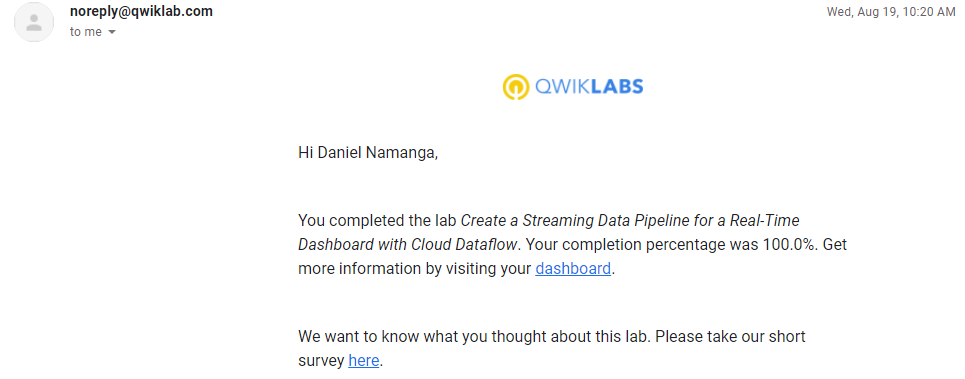 noreply@qwiklab.com
Wed, Aug 19, 10:20 AM
to me
QWIKLABS
Hi Daniel Namanga,
You completed the lab Create a Streaming Data Pipeline for a Real-Time
Dashboard with Cloud Dataflow. Your completion percentage was 100.0%. Get
more information by visiting your dashboard.
We want to know what you thought about this lab. Please take our short
survey here.